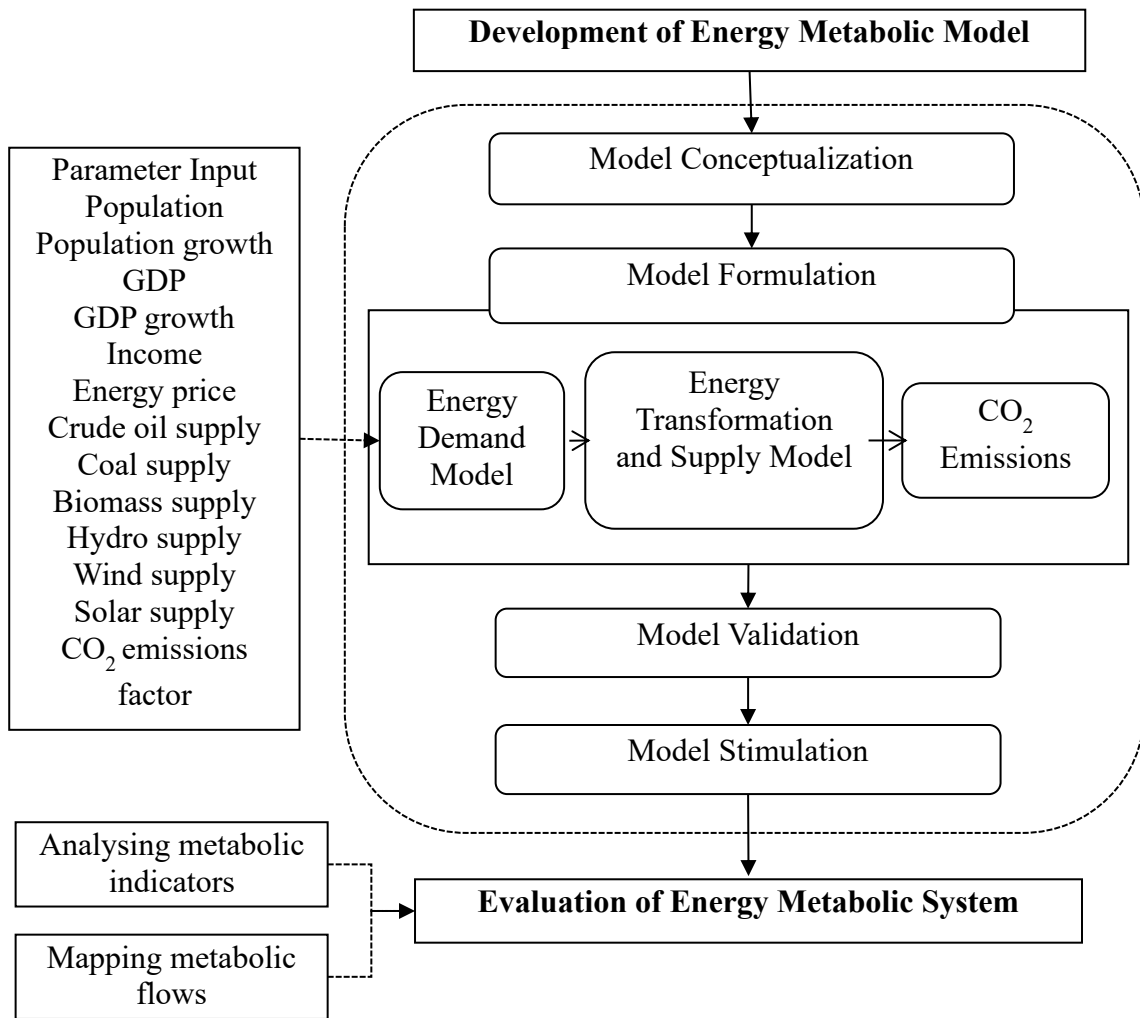 Development of Energy Metabolic Model
Model Conceptualization
Model Formulation
Parameter Input
Population
Population growth
GDP
GDP growth
Income
Energy price
Crude oil supply
Coal supply
Biomass supply
Hydro supply
Wind supply
Solar supply
CO₂ emissions
factor
Energy
Demand
Model
Energy
Transformation
and Supply Model
CO₂
Emissions
Model Validation
Model Stimulation
Analysing metabolic
indicators
Mapping metabolic
flows
Evaluation of Energy Metabolic System